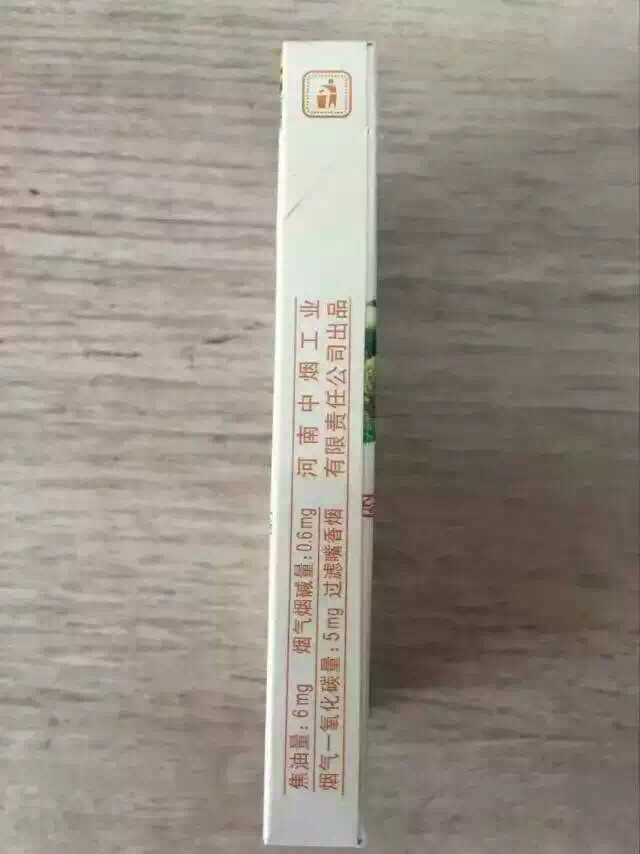 焦油量：6mg 烟气烟碱量：0.6mg
烟气一氧化碳量：5mg 过滤嘴香烟
河南中烟工业
有限责任公司出品